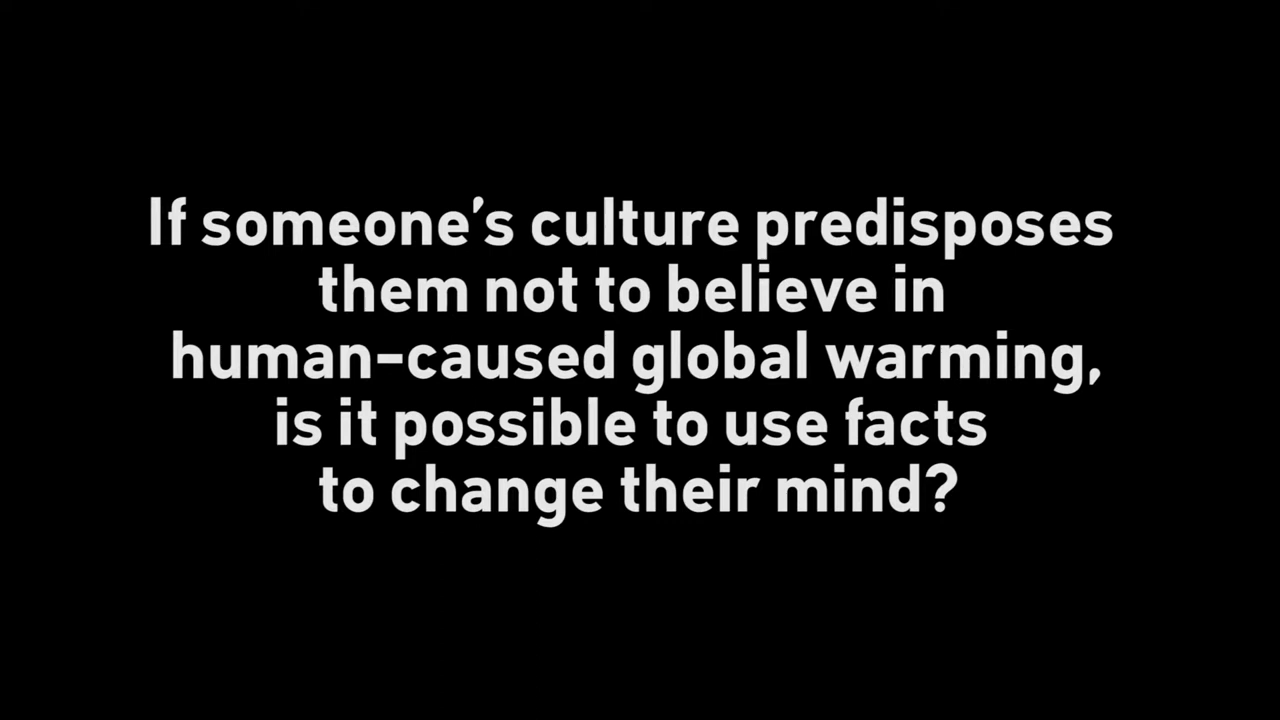 If someone’s culture predisposes
them not to believe in
human-caused global warming,
is it possible to use facts
to change their mind?